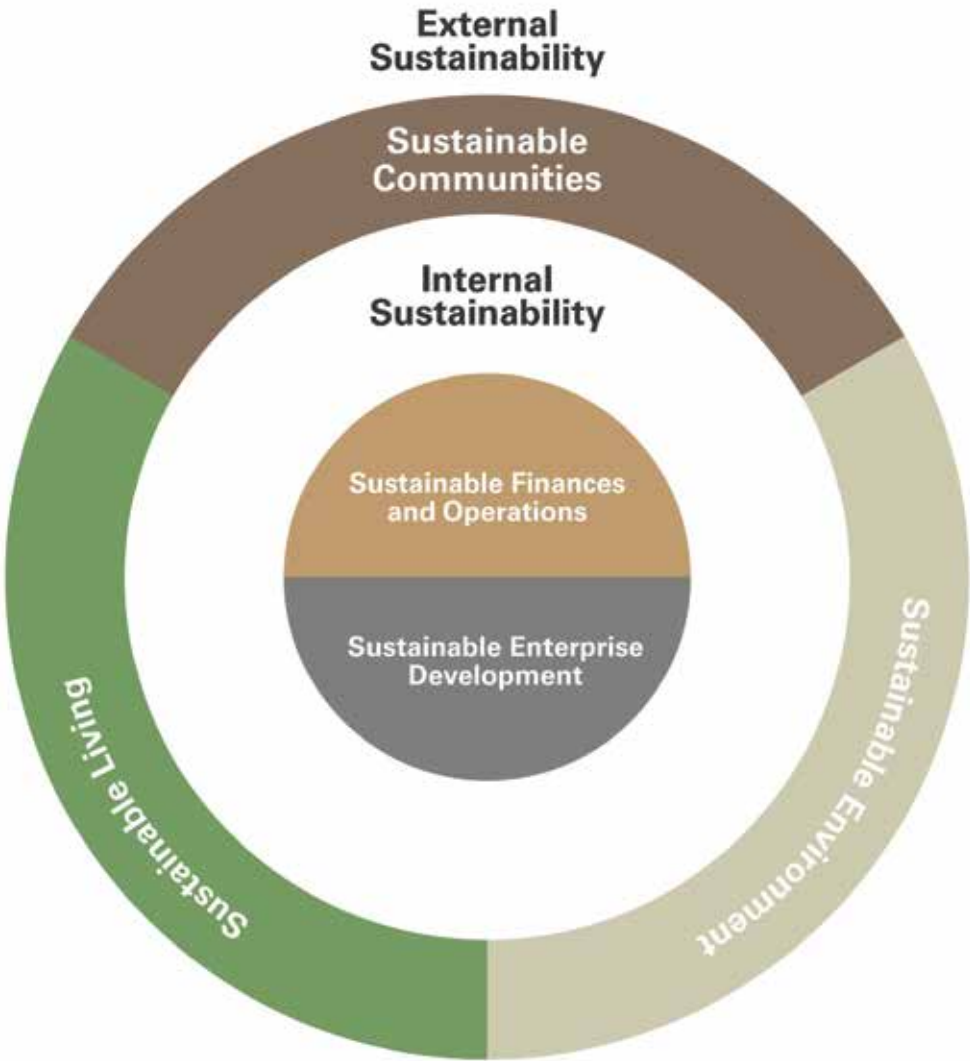 External
Sustainability
Sustainable
Communities
Internal
Sustainability
Sustainable Finances
and Operations
Sustainable Enterprise
Development
Sustainable Living
Sustainable Environment